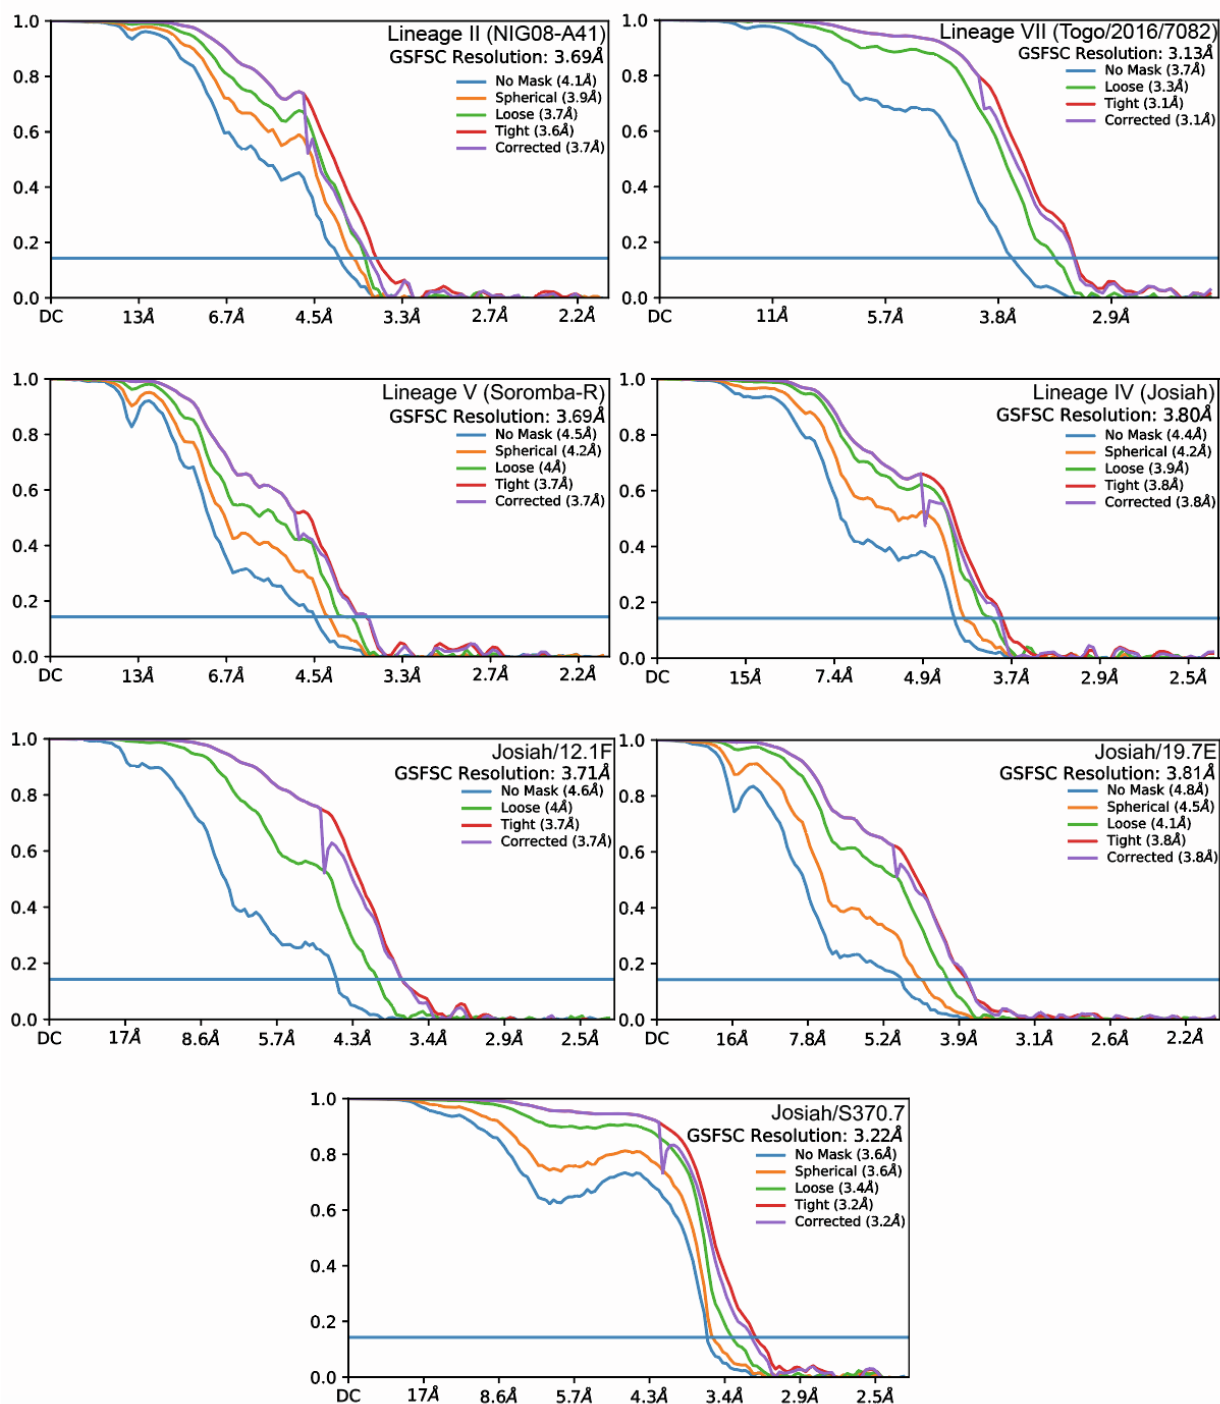 Lineage II (NIG08-A41)
GSFSC Resolution: 3.69Å
No Mask (4.1Å)
Spherical (3.9Å)
Loose (3.7Å)
Tight (3.6Å)
Corrected (3.7Å)
1.0
0.8
0.6
0.4
0.2
0.0
DC 13Å 6.7Å 4.5Å 3.3Å 2.7Å 2.2Å
Lineage VII (Togo/2016/7082)
GSFSC Resolution: 3.13Å
No Mask (3.7Å)
Loose (3.3Å)
Tight (3.1Å)
Corrected (3.1Å)
1.0
0.8
0.6
0.4
0.2
0.0
DC 11Å 5.7Å 3.8Å 2.9Å
Lineage V (Soromba-R)
GSFSC Resolution: 3.69Å
No Mask (4.5Å)
Spherical (4.2Å)
Loose (4Å)
Tight (3.7Å)
Corrected (3.7Å)
1.0
0.8
0.6
0.4
0.2
0.0
DC 13Å 6.7Å 4.5Å 3.3Å 2.7Å 2.2Å
Lineage IV (Josiah)
GSFSC Resolution: 3.80Å
No Mask (4.4Å)
Spherical (4.2Å)
Loose (3.9Å)
Tight (3.8Å)
Corrected (3.8Å)
1.0
0.8
0.6
0.4
0.2
0.0
DC 15Å 7.4Å 4.9Å 3.7Å 2.9Å 2.5Å
Josiah/12.1F
GSFSC Resolution: 3.71Å
No Mask (4.6Å)
Loose (4Å)
Tight (3.7Å)
Corrected (3.7Å)
1.0
0.8
0.6
0.4
0.2
0.0
DC 17Å 8.6Å 5.7Å 4.3Å 3.4Å 2.9Å 2.5Å
Josiah/19.7E
GSFSC Resolution: 3.81Å
No Mask (4.8Å)
Spherical (4.5Å)
Loose (4.1Å)
Tight (3.8Å)
Corrected (3.8Å)
1.0
0.8
0.6
0.4
0.2
0.0
DC 16Å 7.8Å 5.2Å 3.9Å 3.1Å 2.6Å 2.2Å
Josiah/S370.7
GSFSC Resolution: 3.22Å
No Mask (3.6Å)
Spherical (3.6Å)
Loose (3.4Å)
Tight (3.2Å)
Corrected (3.2Å)
1.0
0.8
0.6
0.4
0.2
0.0
DC 17Å 8.6Å 5.7Å 4.3Å 3.4Å 2.9Å 2.5Å